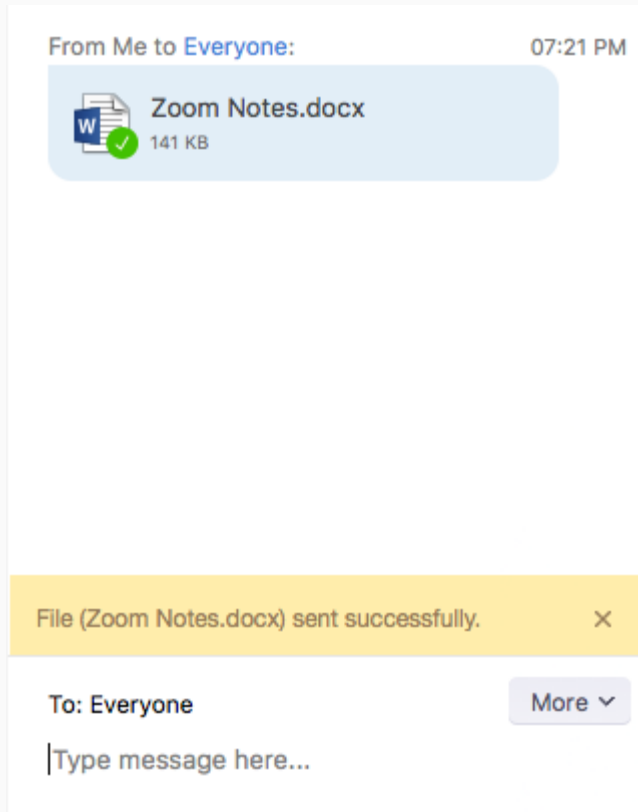 From Me to Everyone: 07:21 PM
W
Zoom Notes.docx
141 KB
File (Zoom Notes.docx) sent successfully. ×
To: Everyone More
Type message here...